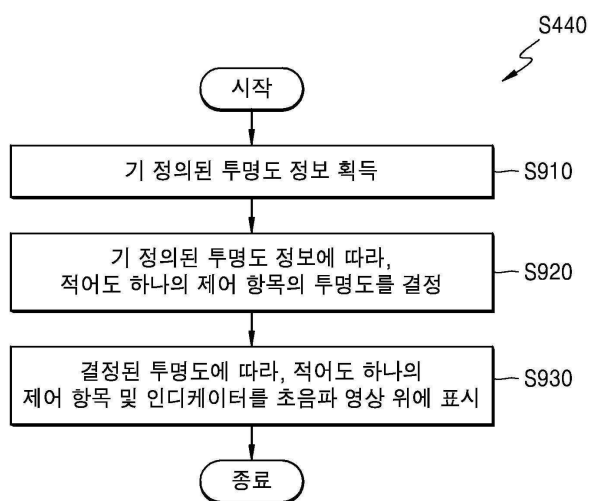 S440
시작
기 정의된 투명도 정보 획득
S910
기 정의된 투명도 정보에 따라,
적어도 하나의 제어 항목의 투명도를 결정
S920
결정된 투명도에 따라, 적어도 하나의
제어 항목 및 인디케이터를 초음파 영상 위에 표시
S930
종료